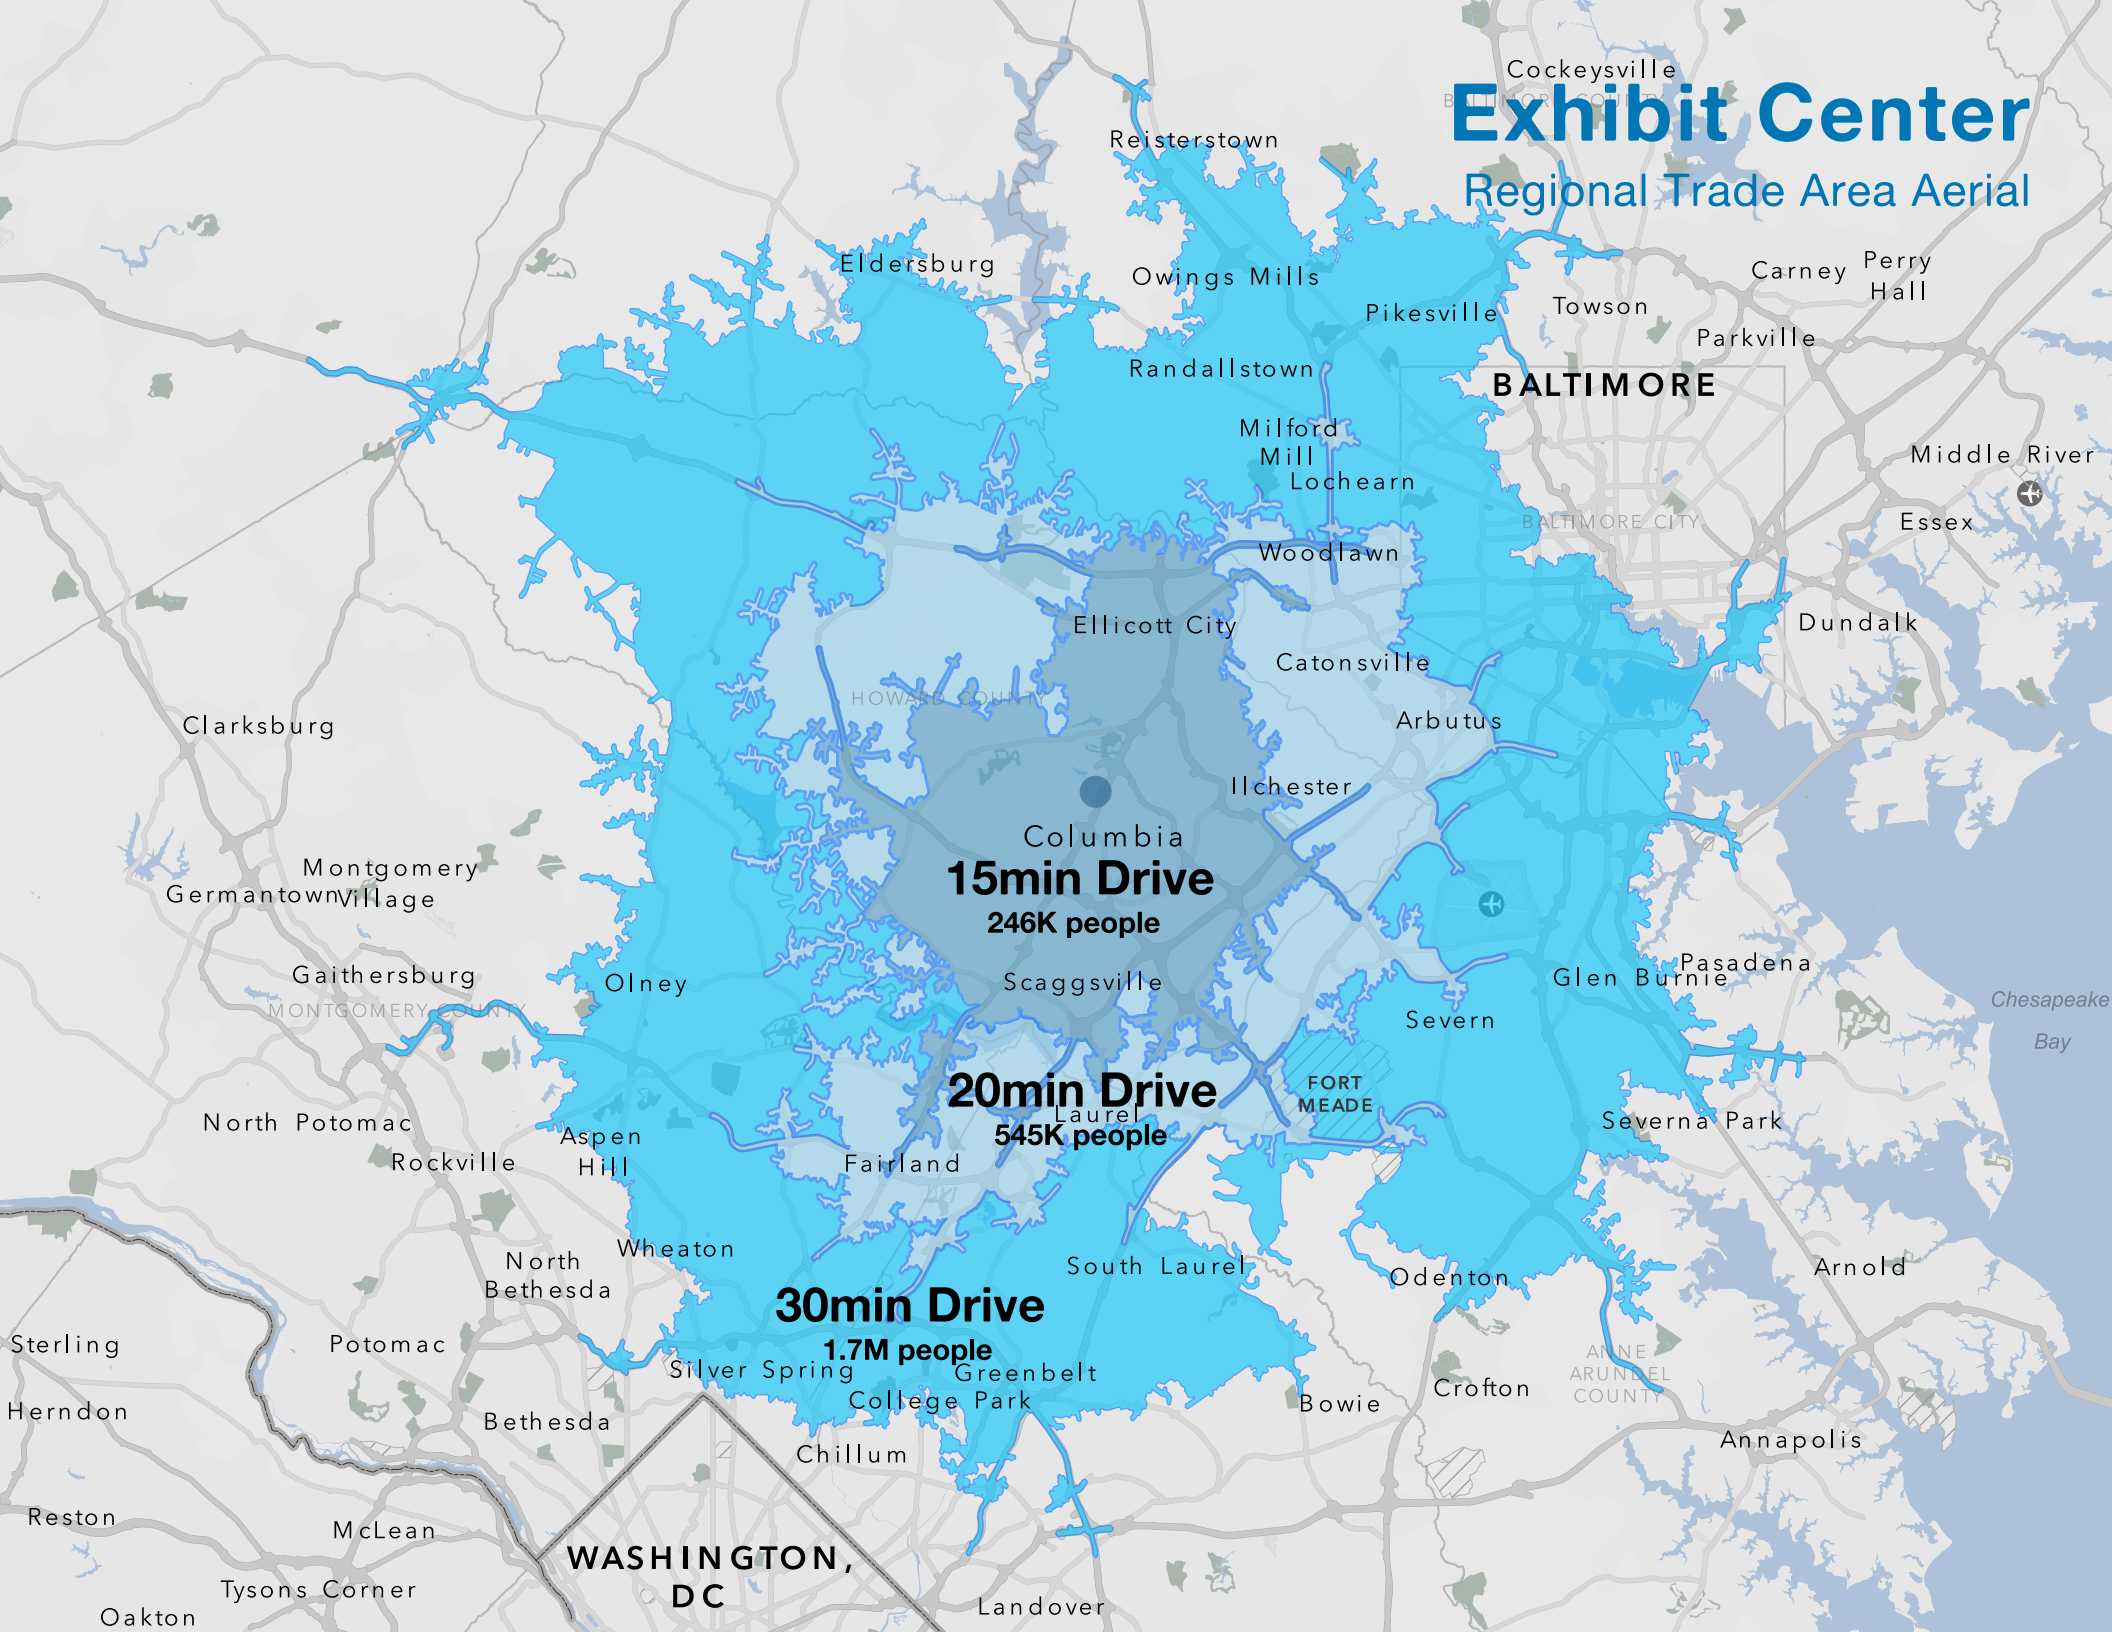 Cockeysville
BALTIMORE COUNTY
Exhibit Center
Regional Trade Area Aerial
Reisterstown
Eldersburg
Owings Mills
Carney
Perry
Hall
Pikesville
Towson
Parkville
Randallstown
BALTIMORE
Milford
Mill
Lochearn
Middle River
Essex
BALTIMORE CITY
Woodlawn
Ellicott City
Dundalk
Catonsville
HOWARD COUNTY
Arbutus
Clarksburg
Ilchester
Columbia
15min Drive
246K people
Montgomery
Village
Germantown
Gaithersburg
MONTGOMERY COUNTY
Olney
Scaggsville
Glen Burnie
Pasadena
Chesapeake
Bay
Severn
20min Drive
Laurel
545K people
FORT
MEADE
North Potomac
Rockville
Aspen
Hill
Fairland
Severna Park
Wheaton
North
Bethesda
South Laurel
Odenton
Arnold
30min Drive
1.7M people
Sterling
Potomac
Silver Spring
Greenbelt
College Park
ANNE
ARUNDEL
COUNTY
Crofton
Bowie
Herndon
Bethesda
Chillum
Annapolis
Reston
McLean
WASHINGTON,
DC
Tysons Corner
Oakton
Landover